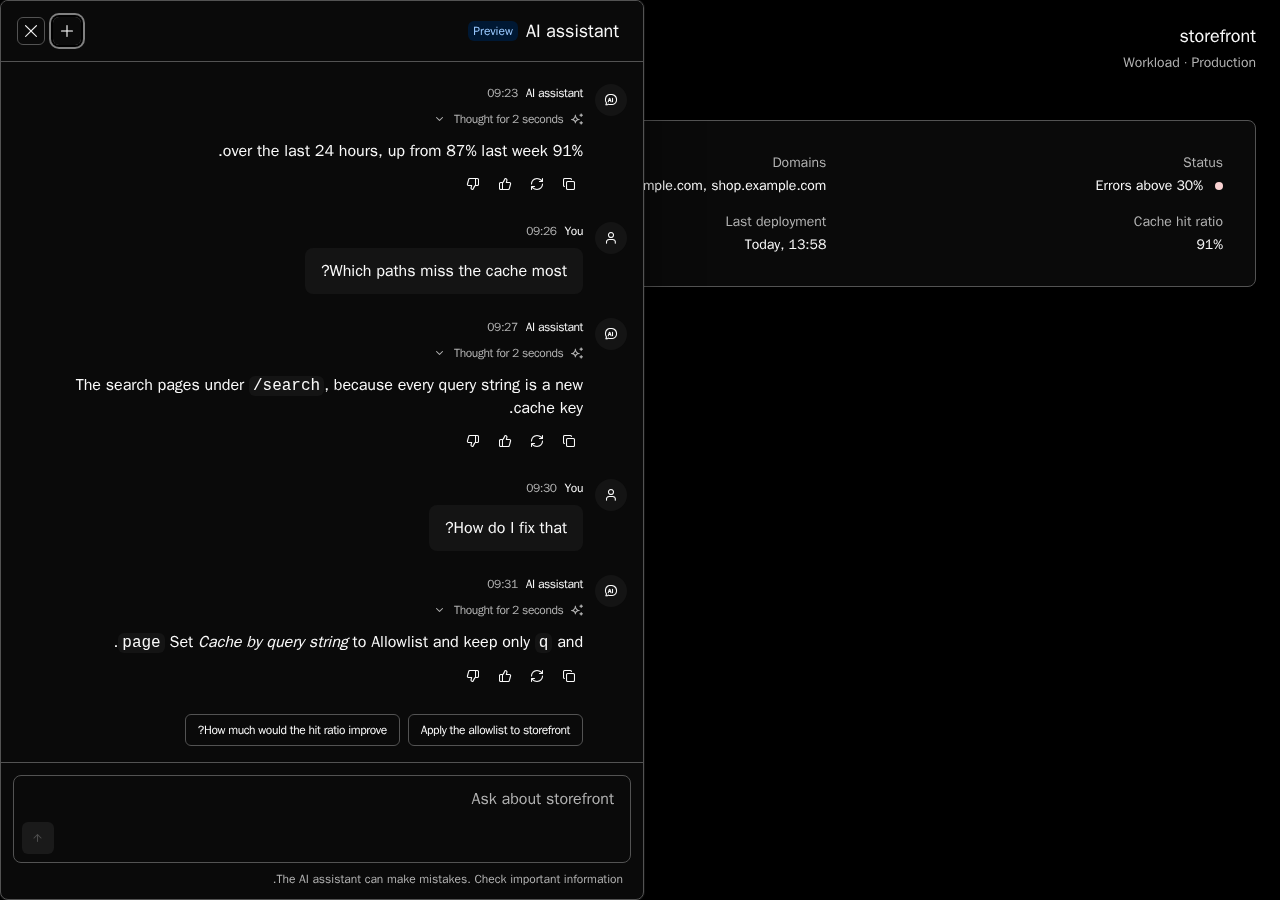 Preview AI assistant
09:23 AI assistant
Thought for 2 seconds
.over the last 24 hours, up from 87% last week 91%
09:26 You
?Which paths miss the cache most
09:27 AI assistant
Thought for 2 seconds
The search pages under /search, because every query string is a new
.cache key
09:30 You
?How do I fix that
09:31 AI assistant
Thought for 2 seconds
. page Set Cache by query string to Allowlist and keep only q and
?How much would the hit ratio improve
Apply the allowlist to storefront
Ask about storefront
.The AI assistant can make mistakes. Check important information
storefront
Workload · Production
Status
Errors above 30%
Domains
mple.com, shop.example.com
Cache hit ratio
91%
Last deployment
Today, 13:58